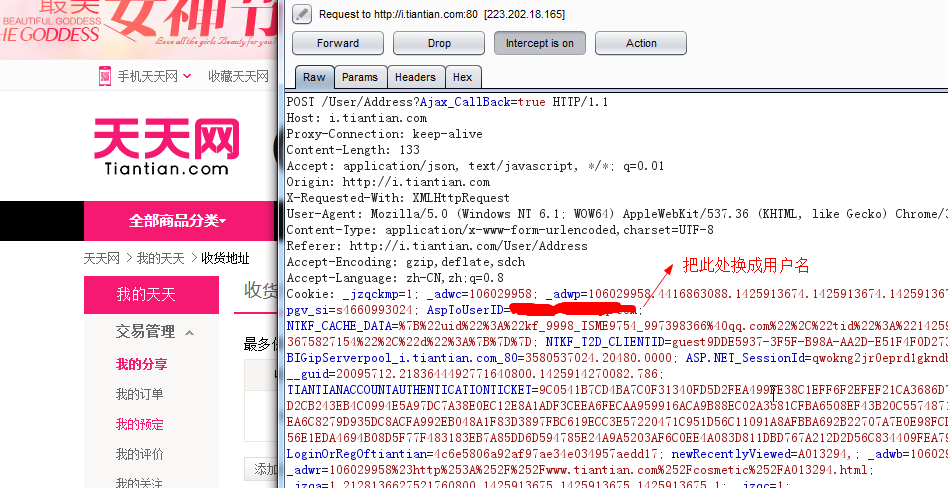 最美
女神节
BEAUTIFUL GODDESS
THE GODDESS
Love all the girls Beauty for
手机天天网
收藏天天网
天天网
Tiantian.com
全部商品分类
天天网 > 我的天天 > 收货地址
我的天天
收货
交易管理
最多
我的分享
我的订单
我的预定
我的评价
添加
我的关注
Request to http://i.tiantian.com:80 [223.202.18.165]
Forward
Drop
Intercept is on
Action
Raw
Params
Headers
Hex
POST /User/Address?Ajax_CallBack=true HTTP/1.1
Host: i.tiantian.com
Proxy-Connection: keep-alive
Content-Length: 133
Accept: application/json, text/javascript, */*; q=0.01
Origin: http://i.tiantian.com
X-Requested-With: XMLHttpRequest
User-Agent: Mozilla/5.0 (Windows NT 6.1; WOW64) AppleWebKit/537.36 (KHTML, like Gecko) Chrome/3
Content-Type: application/x-www-form-urlencoded,charset=UTF-8
Referer: http://i.tiantian.com/User/Address
Accept-Encoding: gzip,deflate,sdch
Accept-Language: zh-CN,zh;q=0.8
把此处换成用户名
Cookie: _jzqckmp=1; _adwc=106029958; _adwp=106029958.4416863088.1425913674.1425913674.142591367
pgv_si=s4660993024; AspToUserID=
NTKF_CACHE_DATA=%7B%22uid%22%3A%22kf_9998_ISME9754_997398366%40qq.com%22%2C%22tid%22%3A%2214259
3675827154%22%2C%22d%22%3A%7B%7D%7D; NTKF_T2D_CLIENTID=guest9DDE5937-3F5F-B98A-AA2D-E51F4F0D273
BIGipServerpool_i.tiantian.com_80=3580537024.20480.0000; ASP.NET_SessionId=qwokng2jr0eprd1gkndb
__guid=20095712.2183644492771640800.1425914270082.786;
TIANTIANACCOUNTAUTHENTICATIONTICKET=9C0541B7CD4BA7C0F31340FD5D2FEA499FE38C1EFF6F2EFEF21CA3686D7
D2CB243EB4C0994E5A97DC7A38E0EC12E8A1ADF3CEEA6FECAA959916ACA9B88EC02A3581CFBA6508EF43B20C5574871
EA6C8279D935DC8ACFA992EB048A1F83D3897FBC619ECC3E57220471C951D56C11091A8AFBBA692B22707A7E0E98FCD
56E1EDA4694B08D5F77F483183EB7A85DD6D594785E24A9A5203AF6C0EE4A083D811DBD767A212D2D56C834409FEA79
LoginOrRegOftiantian=4c6e5806a92af97ae34e034957aedd17; newRecentlyViewed=A013294,; _adwb=106029
_adwr=106029958%23http%253A%252F%252Fwww.tiantian.com%252Fcosmetic%252FA013294.html;
_jzqa=1.2128136627521760800.1425913675.1425913675.1425913675.1; _jzqc=1;